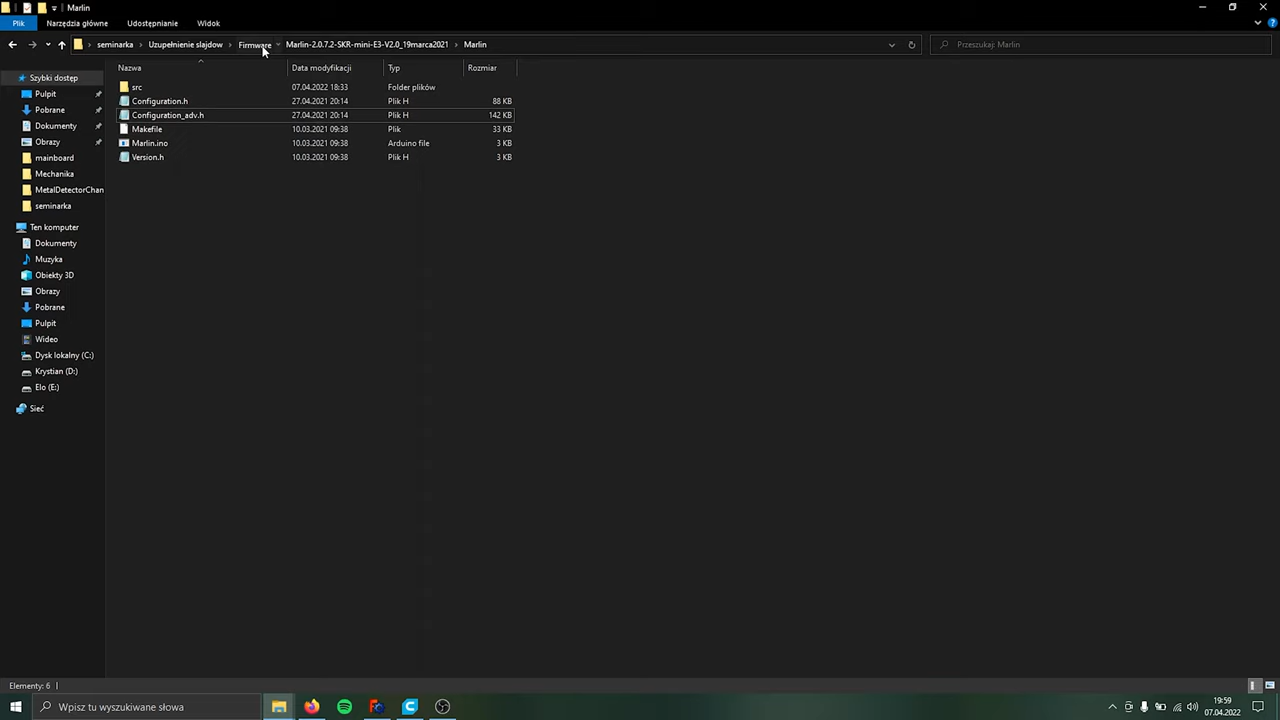 Marlin
Plik Narzędzia główne Udostępnianie Widok
seminarka Uzupełnienie slajdow Firmware Marlin-2.0.7.2-SKR-mini-E3-V2.0_19marca2021 Marlin Przeszukaj: Marlin
Nazwa Data modyfikacji Typ Rozmiar
src 07.04.2022 18:33 Folder plików
Configuration.h 27.04.2021 20:14 Plik H 88 KB
Configuration_adv.h 27.04.2021 20:14 Plik H 142 KB
Makefile 10.03.2021 09:38 Plik 33 KB
Marlin.ino 10.03.2021 09:38 Arduino file 3 KB
Version.h 10.03.2021 09:38 Plik H 3 KB
Szybki dostęp
Pulpit
Pobrane
Dokumenty
Obrazy
mainboard
Mechanika
MetalDetectorChan
seminarka
Ten komputer
Dokumenty
Muzyka
Obiekty 3D
Obrazy
Pobrane
Pulpit
Wideo
Dysk lokalny (C:)
Krystian (D:)
Elo (E:)
Sieć
Elementy: 6
Wpisz tu wyszukiwane słowa
19:59
07.04.2022